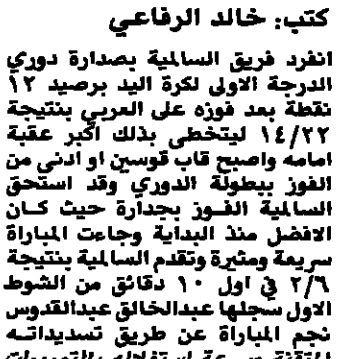 كتب: خالد الرفاعي
انفرد فريق السالمية بصدارة دوري
الدرجة الاولى لكرة اليد برصيد ١٢
نقطة بعد فوزه على العربي بنتيجة
١٤/٢٢ ليتخطى بذلك اكبر عقبة
امامه واصبح قاب قوسين او ادنى من
الفوز ببطولة الدوري وقد استحق
السالمية الفوز بجدارة حيث كان
الافضل منذ البداية وجاءت المباراة
سريعة ومثيرة وتقدم السالمية بنتيجة
٢/٦ في اول ١٠ دقائق من الشوط
الاول سجلها عبدالخالق عبدالقدوس
نجم المباراة عن طريق تسديداته